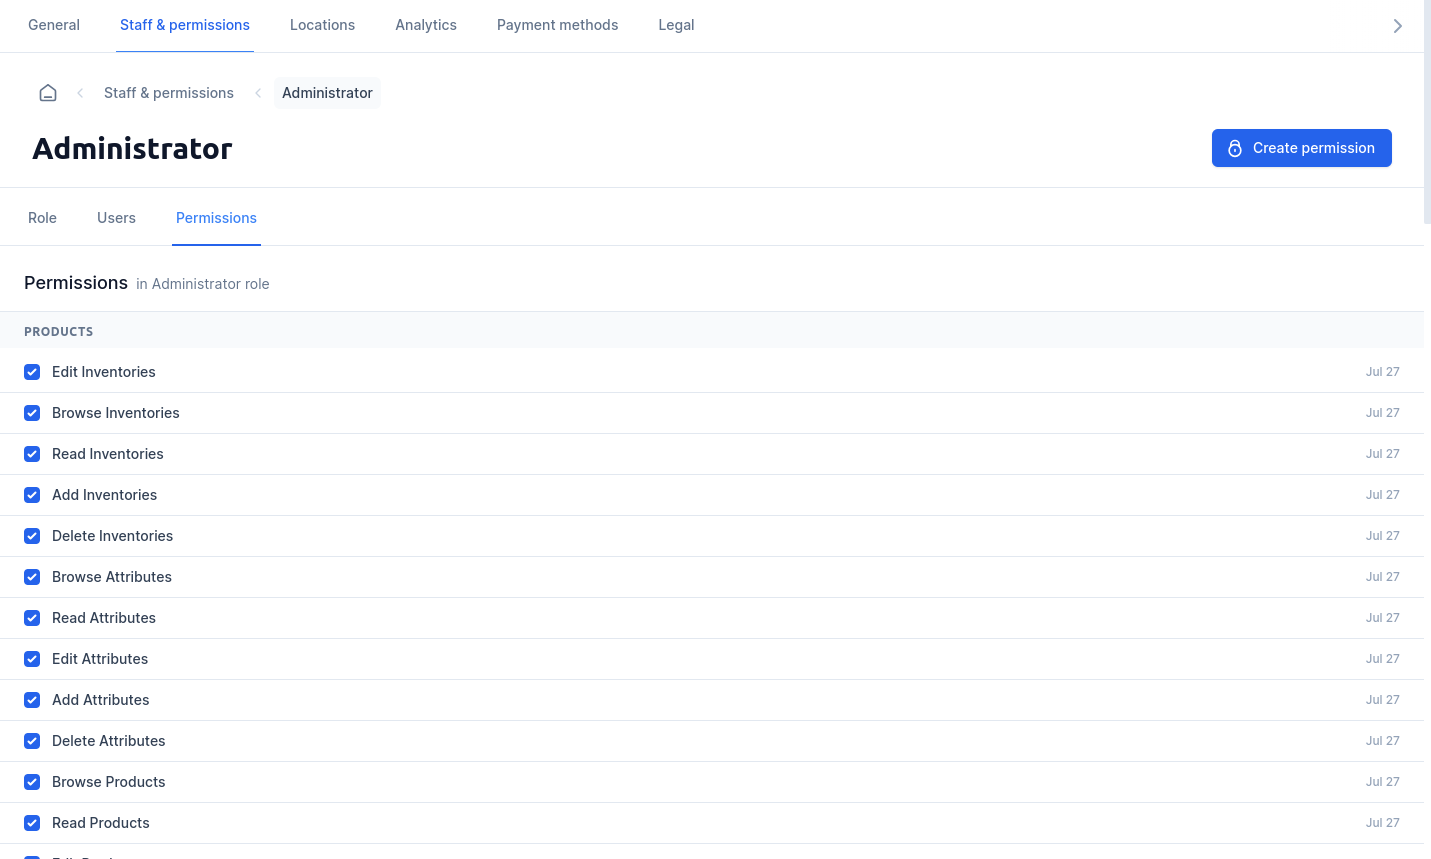 General Staff & permissions Locations Analytics Payment methods Legal
Staff & permissions Administrator
Administrator
Create permission
Role Users Permissions
Permissions in Administrator role
PRODUCTS
Edit Inventories Jul 27
Browse Inventories Jul 27
Read Inventories Jul 27
Add Inventories Jul 27
Delete Inventories Jul 27
Browse Attributes Jul 27
Read Attributes Jul 27
Edit Attributes Jul 27
Add Attributes Jul 27
Delete Attributes Jul 27
Browse Products Jul 27
Read Products Jul 27